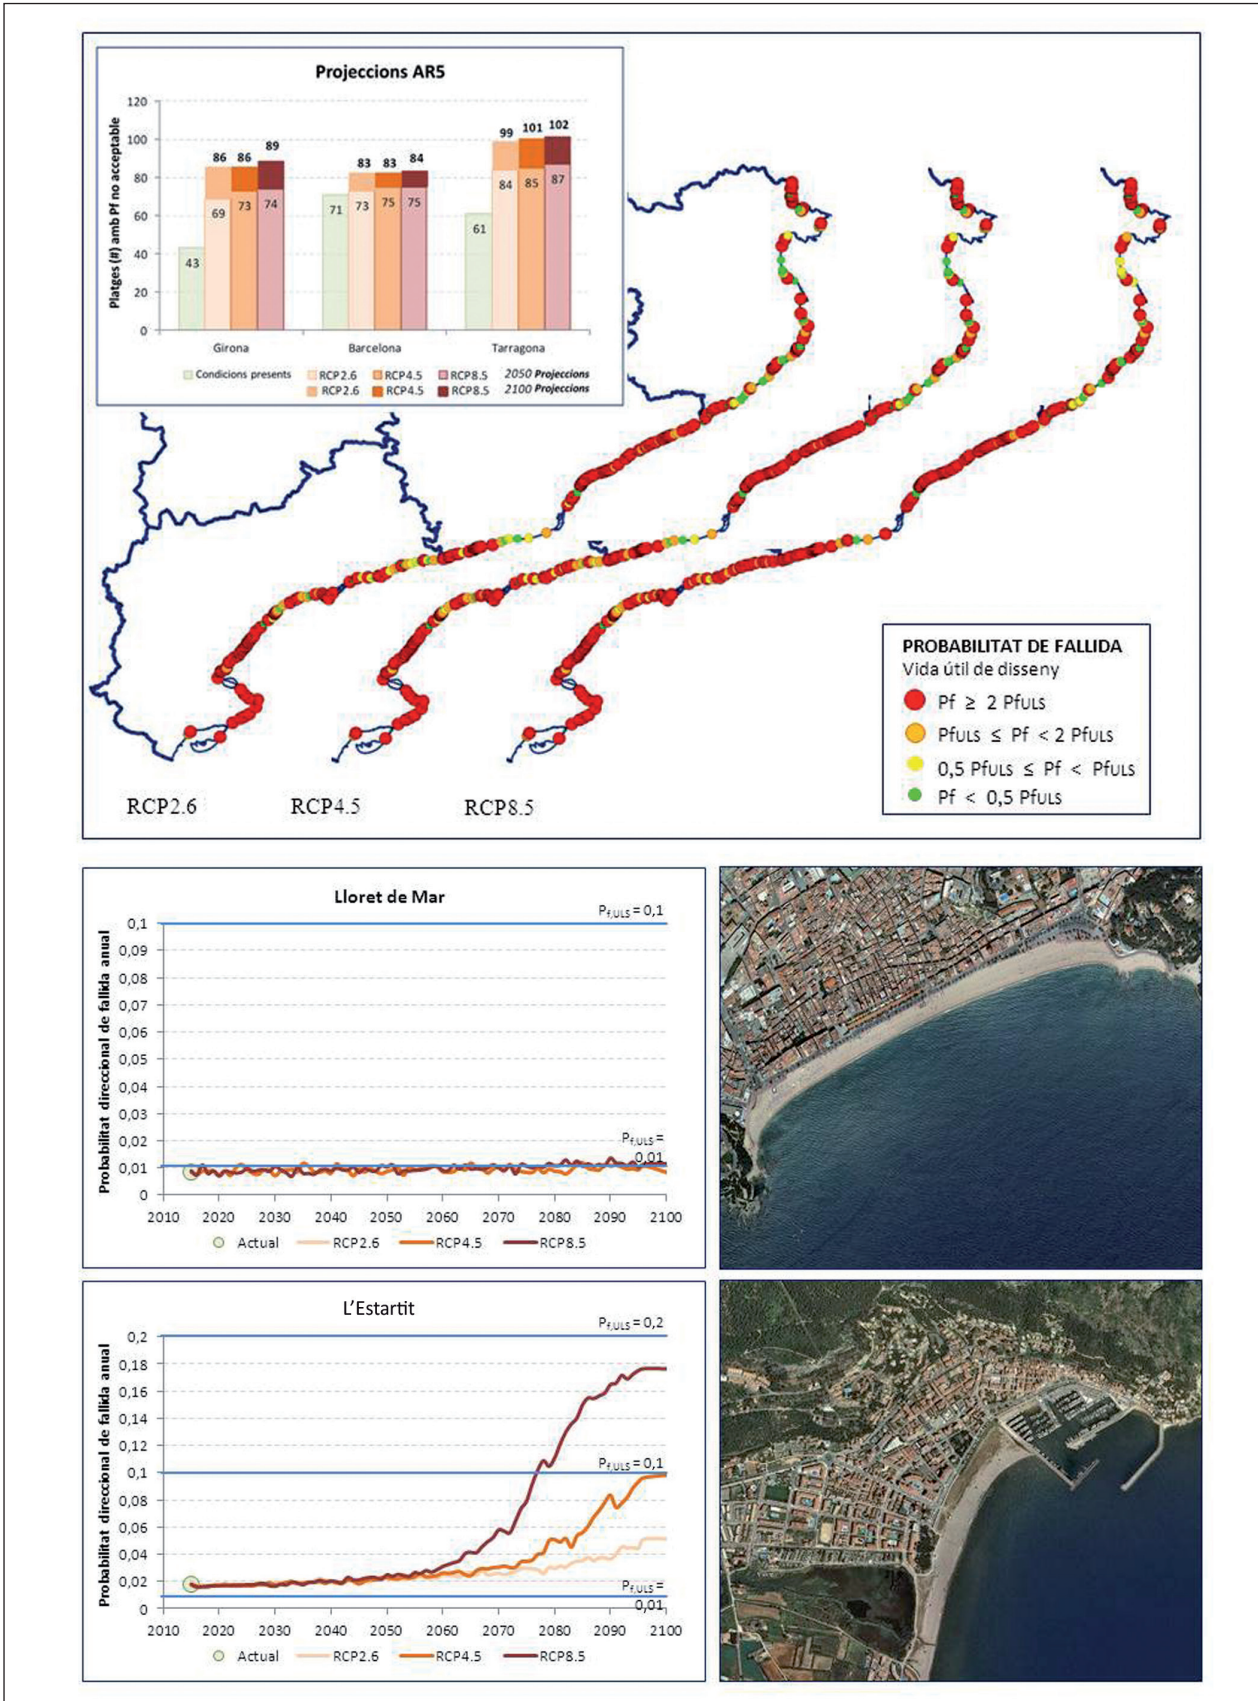 Projeccions AR5
Platges (#) amb Pf no acceptable
120
100
80
60
40
20
0
86 86 89
69 73 74
43
83 83 84
71 73 75 75
99 101 102
84 85 87
61
Girona Barcelona Tarragona
Condicions presents RCP2.6 RCP4.5 RCP8.5 2050 Projeccions
RCP2.6 RCP4.5 RCP8.5 2100 Projeccions
PROBABILITAT DE FALLIDA
Vida útil de disseny
Pf ≥ 2 PfULS
PfULS ≤ Pf < 2 PfULS
0,5 PfULS ≤ Pf < PfULS
Pf < 0,5 PfULS
RCP2.6 RCP4.5 RCP8.5
Lloret de Mar
Probabilitat direccional de fallida anual
Pf,ULS = 0,1
0,1
0,09
0,08
0,07
0,06
0,05
0,04
0,03
0,02
0,01
0
Pf,ULS =
0,01
2010 2020 2030 2040 2050 2060 2070 2080 2090 2100
Actual RCP2.6 RCP4.5 RCP8.5
L'Estartit
Probabilitat direccional de fallida anual
Pf,ULS = 0,2
0,2
0,18
0,16
0,14
0,12
0,1
Pf,ULS = 0,1
0,08
0,06
0,04
0,02
0
Pf,ULS =
0,01
2010 2020 2030 2040 2050 2060 2070 2080 2090 2100
Actual RCP2.6 RCP4.5 RCP8.5